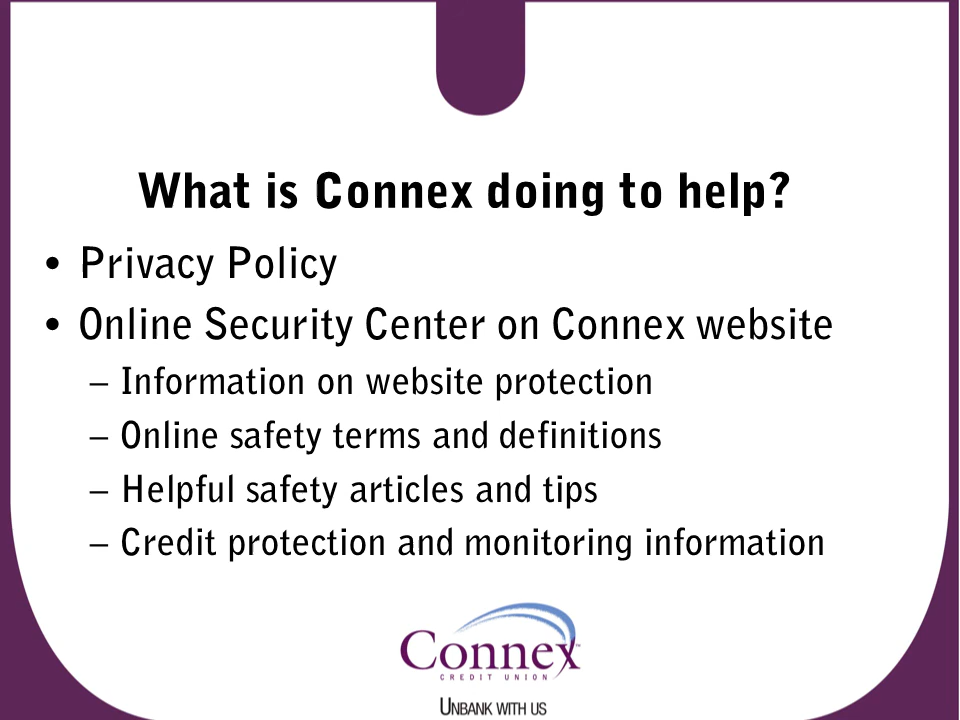 What is Connex doing to help?
• Privacy Policy
• Online Security Center on Connex website
– Information on website protection
– Online safety terms and definitions
– Helpful safety articles and tips
– Credit protection and monitoring information
Connex™
CREDIT UNION
UNBANK WITH US